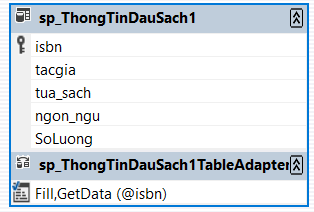 sp_ThongTinDauSach1
isbn
tacgia
tua_sach
ngon_ngu
SoLuong
sp_ThongTinDauSach1TableAdapter
Fill,GetData (@isbn)